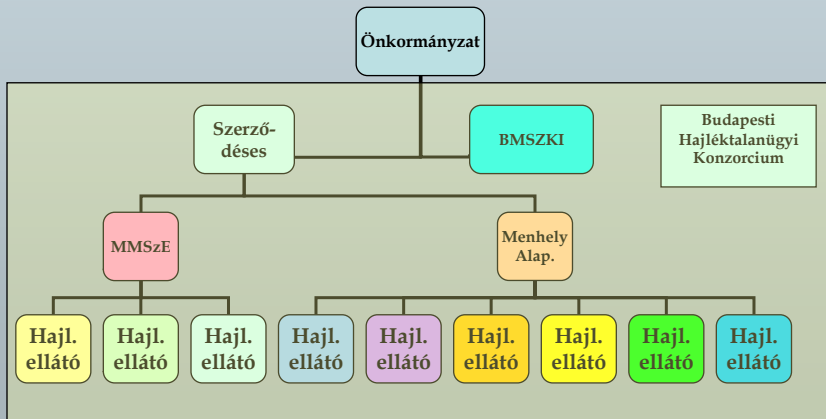 Önkormányzat
Szerző-
déses
BMSZKI
Budapesti
Hajléktalanügyi
Konzorcium
MMSzE
Menhely
Alap.
Hajl.
ellátó
Hajl.
ellátó
Hajl.
ellátó
Hajl.
ellátó
Hajl.
ellátó
Hajl.
ellátó
Hajl.
ellátó
Hajl.
ellátó
Hajl.
ellátó